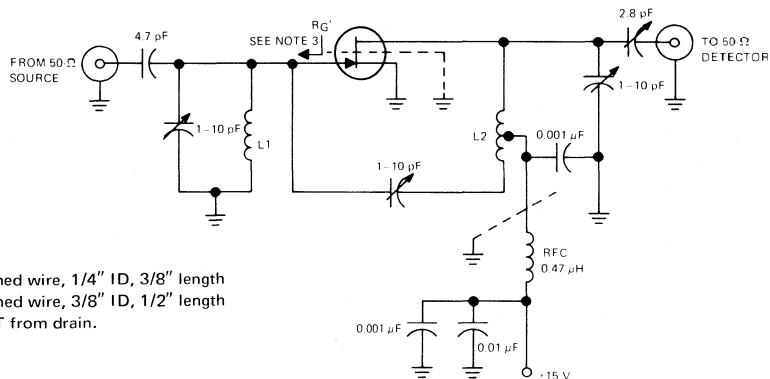 4.7 pF
FROM 50-Ω
SOURCE
1–10 pF
L1
RG'
SEE NOTE 3
1–10 pF
L2
0.001 µF
2.8 pF
TO 50-Ω
DETECTOR
1–10 pF
RFC
0.47 µH
0.001 µF
0.01 µF
+15 V
ned wire, 1/4" ID, 3/8" length
ned wire, 3/8" ID, 1/2" length
T from drain.